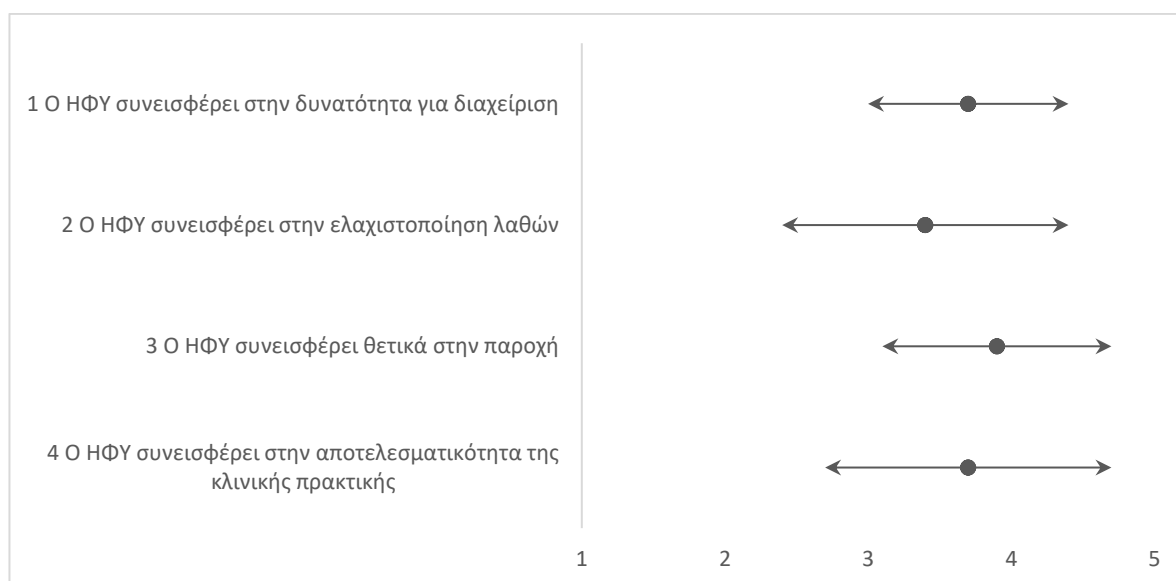 1 Ο ΗΦΥ συνεισφέρει στην δυνατότητα για διαχείριση
2 Ο ΗΦΥ συνεισφέρει στην ελαχιστοποίηση λαθών
3 Ο ΗΦΥ συνεισφέρει θετικά στην παροχή
4 Ο ΗΦΥ συνεισφέρει στην αποτελεσματικότητα της
κλινικής πρακτικής
1 2 3 4 5